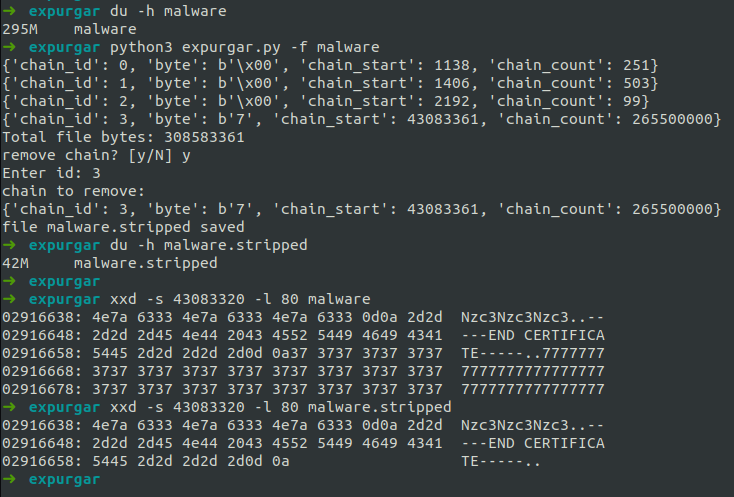 ➜ expurgar du -h malware
295M malware
➜ expurgar python3 expurgar.py -f malware
{'chain_id': 0, 'byte': b'\x00', 'chain_start': 1138, 'chain_count': 251}
{'chain_id': 1, 'byte': b'\x00', 'chain_start': 1406, 'chain_count': 503}
{'chain_id': 2, 'byte': b'\x00', 'chain_start': 2192, 'chain_count': 99}
{'chain_id': 3, 'byte': b'7', 'chain_start': 43083361, 'chain_count': 265500000}
Total file bytes: 308583361
remove chain? [y/N] y
Enter id: 3
chain to remove:
{'chain_id': 3, 'byte': b'7', 'chain_start': 43083361, 'chain_count': 265500000}
file malware.stripped saved
➜ expurgar du -h malware.stripped
42M malware.stripped
➜ expurgar
➜ expurgar xxd -s 43083320 -l 80 malware
02916638: 4e7a 6333 4e7a 6333 4e7a 6333 0d0a 2d2d Nzc3Nzc3Nzc3..--
02916648: 2d2d 2d45 4e44 2043 4552 5449 4649 4341 ---END CERTIFICA
02916658: 5445 2d2d 2d2d 2d0d 0a37 3737 3737 3737 TE-----..7777777
02916668: 3737 3737 3737 3737 3737 3737 3737 3737 7777777777777777
02916678: 3737 3737 3737 3737 3737 3737 3737 3737 7777777777777777
➜ expurgar xxd -s 43083320 -l 80 malware.stripped
02916638: 4e7a 6333 4e7a 6333 4e7a 6333 0d0a 2d2d Nzc3Nzc3Nzc3..--
02916648: 2d2d 2d45 4e44 2043 4552 5449 4649 4341 ---END CERTIFICA
02916658: 5445 2d2d 2d2d 2d0d 0a TE-----..
➜ expurgar